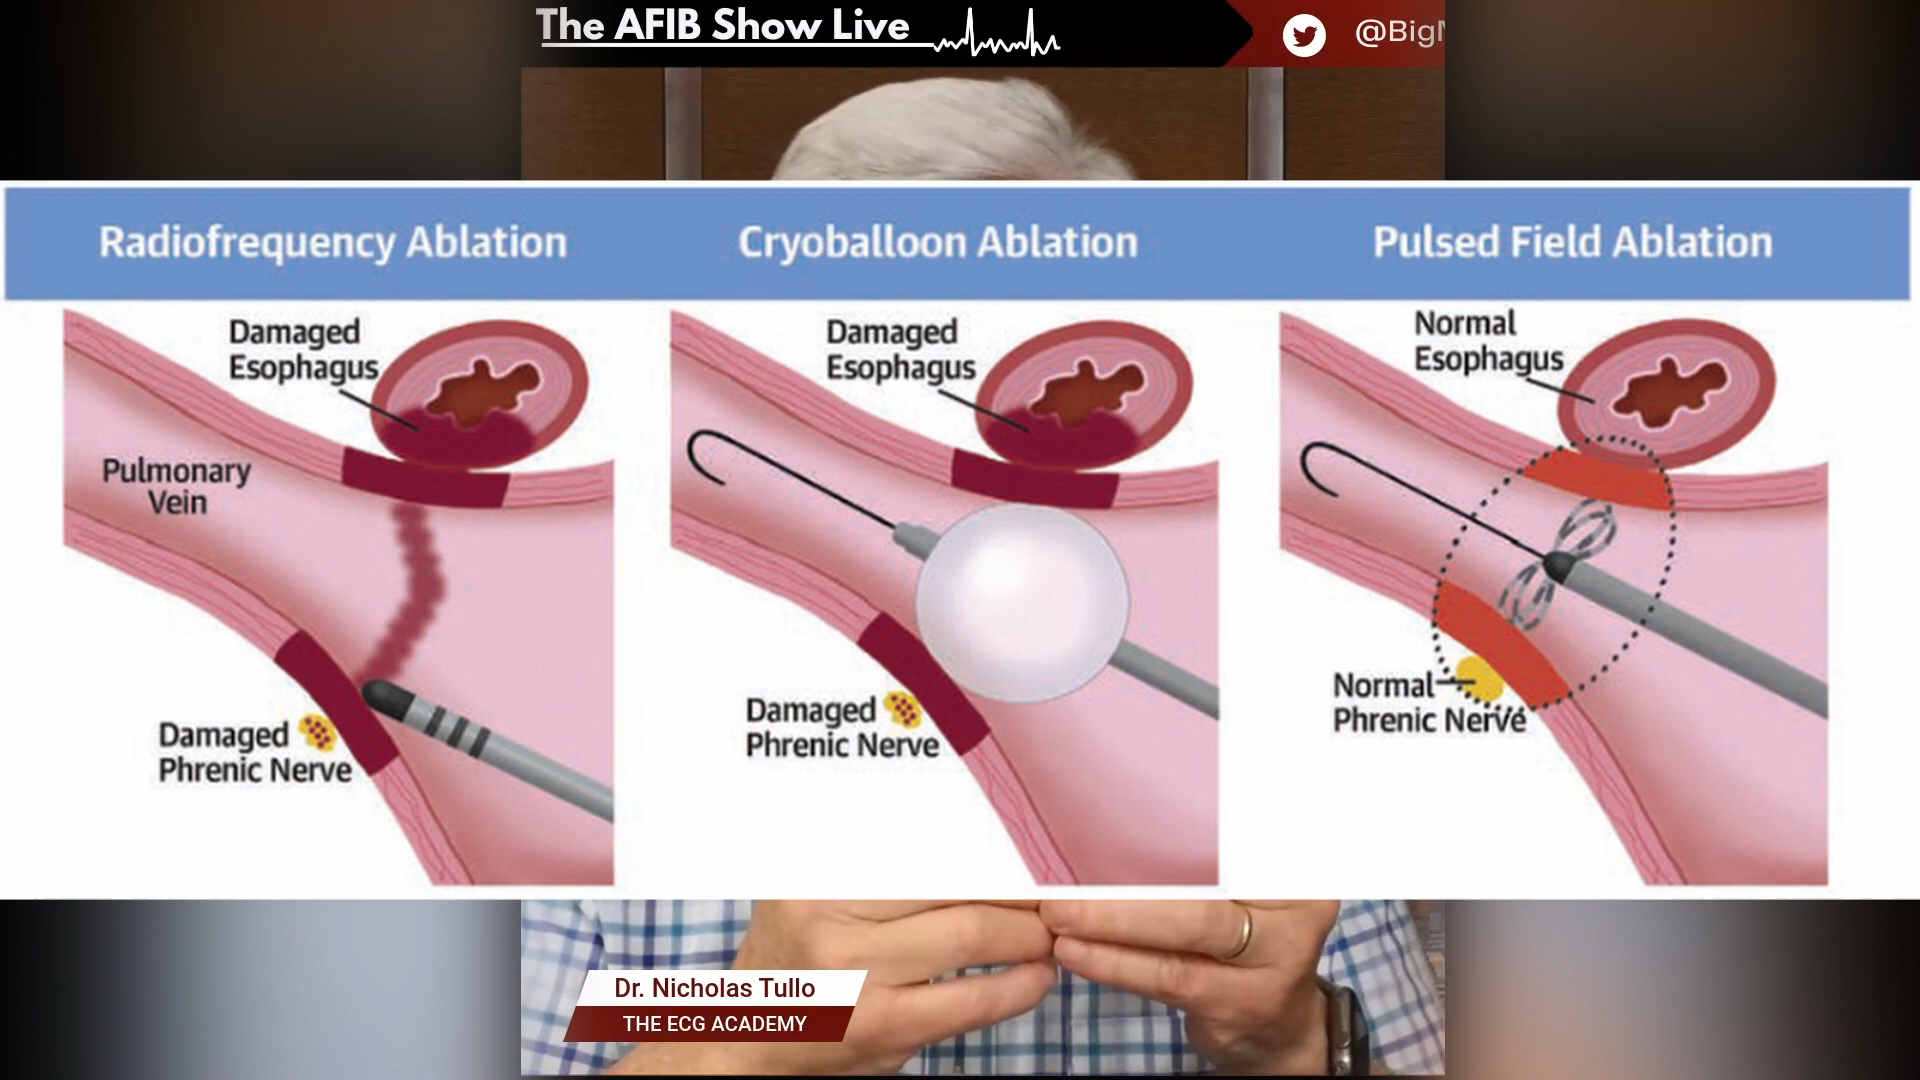 The AFIB Show Live
@Big
Radiofrequency Ablation
Cryoballoon Ablation
Pulsed Field Ablation
Damaged
Esophagus
Pulmonary
Vein
Damaged
Phrenic Nerve
Damaged
Esophagus
Damaged
Phrenic Nerve
Normal
Esophagus
Normal
Phrenic Nerve
Dr. Nicholas Tullo
THE ECG ACADEMY